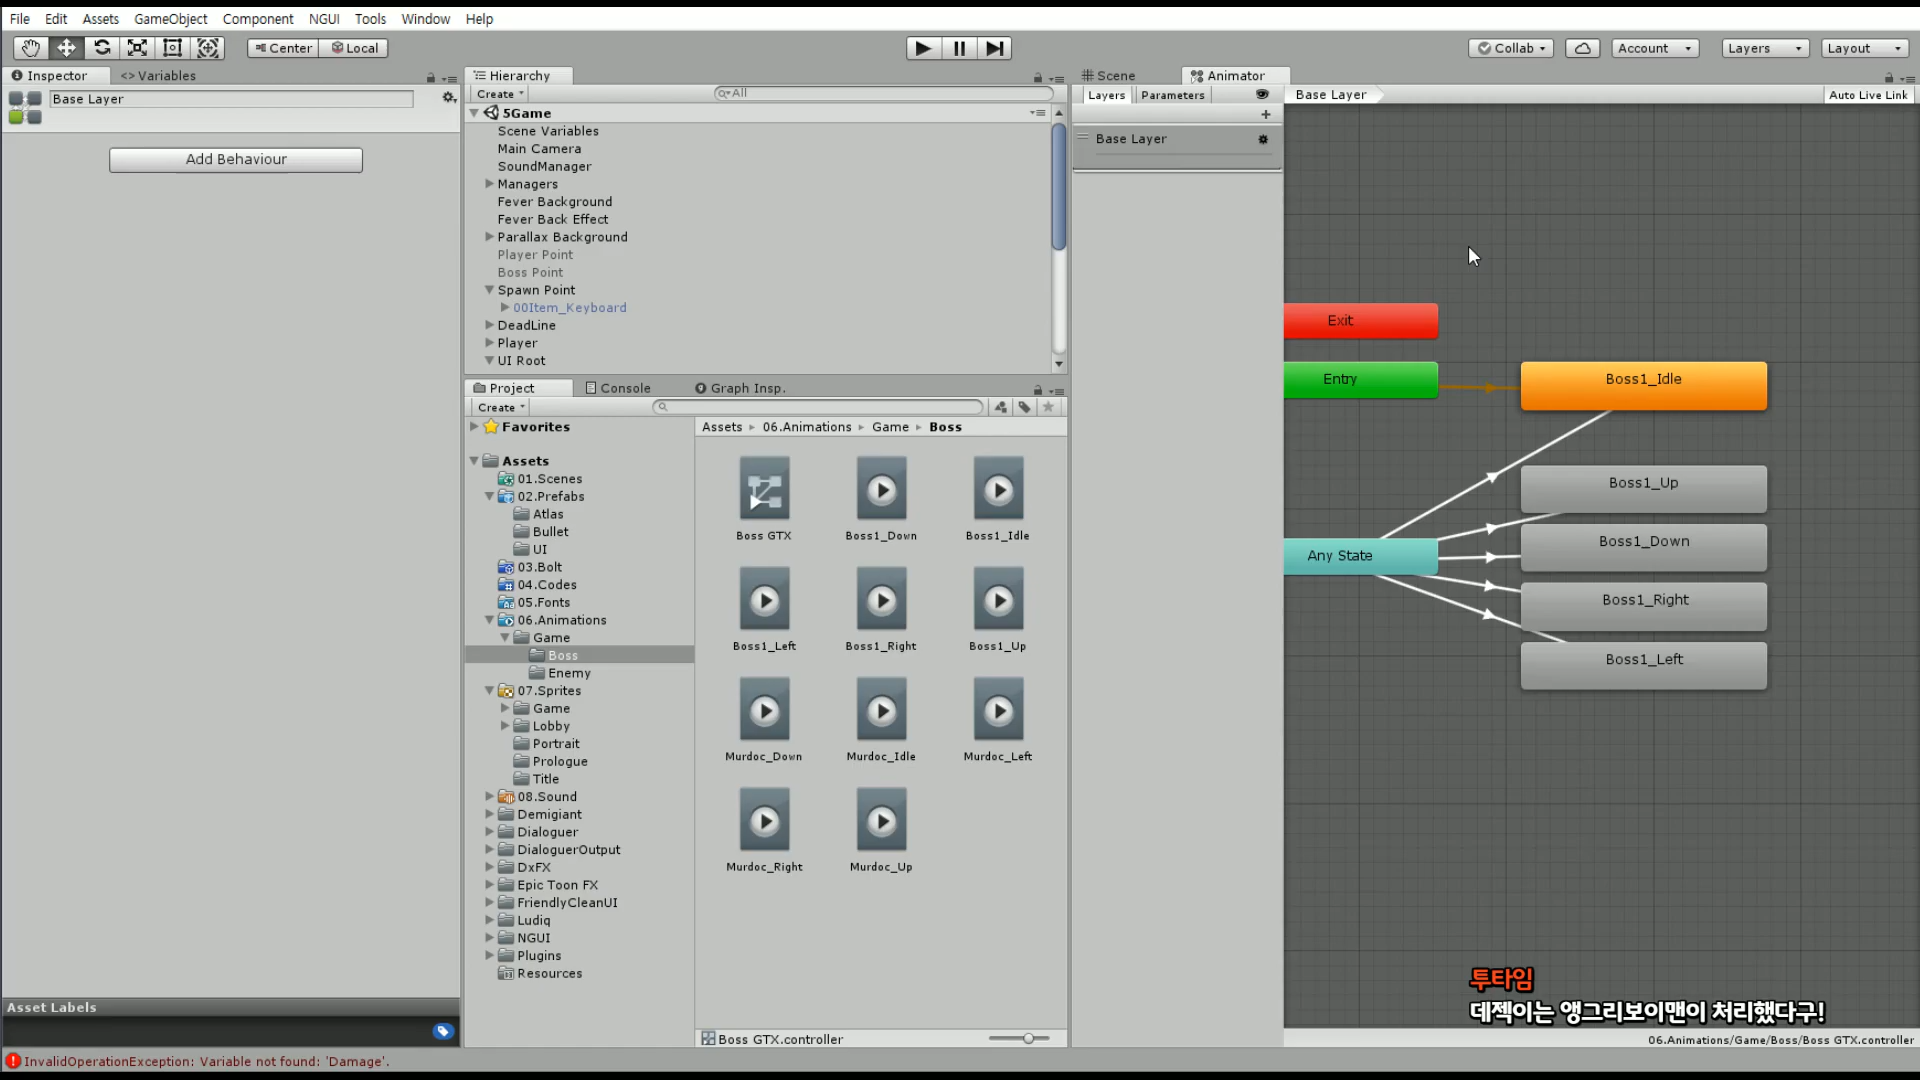 File Edit Assets GameObject Component NGUI Tools Window Help
Center Local
Collab Account Layers Layout
Inspector <> Variables
Base Layer
Add Behaviour
Asset Labels
Hierarchy
Create All
5Game
Scene Variables
Main Camera
SoundManager
Managers
Fever Background
Fever Back Effect
Parallax Background
Player Point
Boss Point
Spawn Point
00Item_Keyboard
DeadLine
Player
UI Root
Project Console Graph Insp.
Create
Favorites
Assets
01.Scenes
02.Prefabs
Atlas
Bullet
UI
03.Bolt
04.Codes
05.Fonts
06.Animations
Game
Boss
Enemy
07.Sprites
Game
Lobby
Portrait
Prologue
Title
08.Sound
Demigiant
Dialoguer
DialoguerOutput
DxFX
Epic Toon FX
FriendlyCleanUI
Ludiq
NGUI
Plugins
Resources
Assets 06.Animations Game Boss
Boss GTX Boss1_Down Boss1_Idle
Boss1_Left Boss1_Right Boss1_Up
Murdoc_Down Murdoc_Idle Murdoc_Left
Murdoc_Right Murdoc_Up
Boss GTX.controller
Scene Animator
Layers Parameters Base Layer Auto Live Link
Base Layer
Exit
Entry
Boss1_Idle
Boss1_Up
Boss1_Down
Any State
Boss1_Right
Boss1_Left
투타임
데젝이는 앵그리보이맨이 처리했다구!
06.Animations/Game/Boss/Boss GTX.controller
InvalidOperationException: Variable not found: 'Damage'.